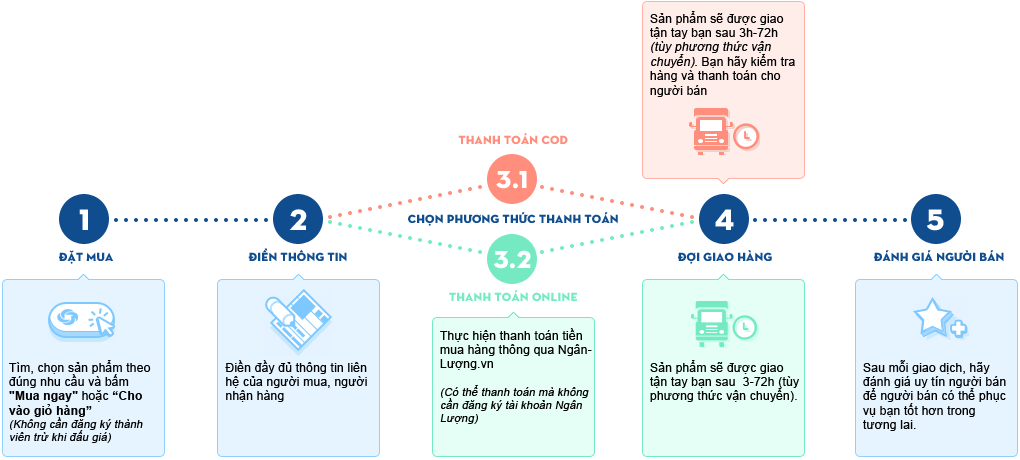 Sản phẩm sẽ được giao
tận tay bạn sau 3h-72h
(tùy phương thức vận
chuyển). Bạn hãy kiểm tra
hàng và thanh toán cho
người bán
THANH TOÁN COD
3.1
1
2
CHỌN PHƯƠNG THỨC THANH TOÁN
4
5
ĐẶT MUA
ĐIỀN THÔNG TIN
3.2
ĐỢI GIAO HÀNG
ĐÁNH GIÁ NGƯỜI BÁN
THANH TOÁN ONLINE
Tìm, chọn sản phẩm theo
đúng nhu cầu và bấm
"Mua ngay" hoặc “Cho
vào giỏ hàng”
(Không cần đăng ký thành
viên trừ khi đấu giá)
Điền đầy đủ thông tin liên
hệ của người mua, người
nhận hàng
Thực hiện thanh toán tiền
mua hàng thông qua Ngân-
Lượng.vn
(Có thể thanh toán mà không
cần đăng ký tài khoản Ngân
Lượng)
Sản phẩm sẽ được giao
tận tay bạn sau 3-72h (tùy
phương thức vận chuyển).
Sau mỗi giao dịch, hãy
đánh giá uy tín người bán
để người bán có thể phục
vụ bạn tốt hơn trong
tương lai.